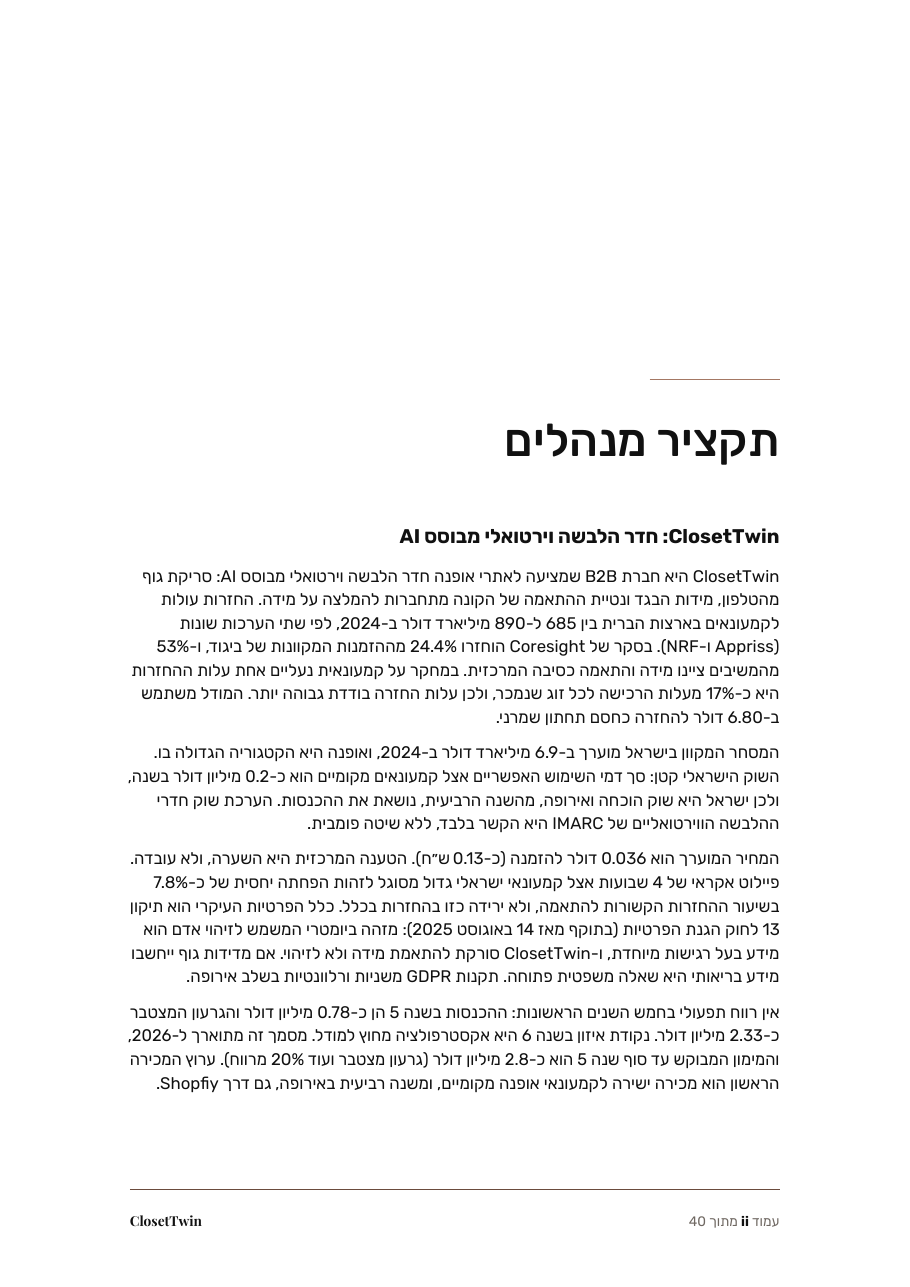 תקציר מנהלים
ClosetTwin: חדר הלבשה וירטואלי מבוסס AI
ClosetTwin היא חברת B2B שמציעה לאתרי אופנה חדר הלבשה וירטואלי מבוסס AI: סריקת גוף
מהטלפון, מידות הבגד ונטיית ההתאמה של הקונה מתחברות להמלצה על מידה. החזרות עולות
לקמעונאים בארצות הברית בין 685 ל-890 מיליארד דולר ב-2024, לפי שתי הערכות שונות
(Appriss ו-NRF). בסקר של Coresight הוחזרו 24.4% מההזמנות המקוונות של ביגוד, ו-53%
מהמשיבים ציינו מידה והתאמה כסיבה המרכזית. במחקר על קמעונאית נעליים אחת עלות ההחזרות
היא כ-17% מעלות הרכישה לכל זוג שנמכר, ולכן עלות החזרה בודדת גבוהה יותר. המודל משתמש
ב-6.80 דולר להחזרה כחסם תחתון שמרני.
המסחר המקוון בישראל מוערך ב-6.9 מיליארד דולר ב-2024, ואופנה היא הקטגוריה הגדולה בו.
השוק הישראלי קטן: סך דמי השימוש האפשריים אצל קמעונאים מקומיים הוא כ-0.2 מיליון דולר בשנה,
ולכן ישראל היא שוק הוכחה ואירופה, מהשנה הרביעית, נושאת את ההכנסות. הערכת שוק חדרי
ההלבשה הווירטואליים של IMARC היא הקשר בלבד, ללא שיטה פומבית.
המחיר המוערך הוא 0.036 דולר להזמנה (כ-0.13 ש״ח). הטענה המרכזית היא השערה, ולא עובדה.
פיילוט אקראי של 4 שבועות אצל קמעונאי ישראלי גדול מסוגל לזהות הפחתה יחסית של כ-7.8%
בשיעור ההחזרות הקשורות להתאמה, ולא ירידה כזו בהחזרות בכלל. כלל הפרטיות העיקרי הוא תיקון
13 לחוק הגנת הפרטיות (בתוקף מאז 14 באוגוסט 2025): מזהה ביומטרי המשמש לזיהוי אדם הוא
מידע בעל רגישות מיוחדת, ו-ClosetTwin סורקת להתאמת מידה ולא לזיהוי. אם מדידות גוף ייחשבו
מידע בריאותי היא שאלה משפטית פתוחה. תקנות GDPR משניות ורלוונטיות בשלב אירופה.
אין רווח תפעולי בחמש השנים הראשונות: ההכנסות בשנה 5 הן כ-0.78 מיליון דולר והגרעון המצטבר
כ-2.33 מיליון דולר. נקודת איזון בשנה 6 היא אקסטרפולציה מחוץ למודל. מסמך זה מתוארך ל-2026,
והמימון המבוקש עד סוף שנה 5 הוא כ-2.8 מיליון דולר (גרעון מצטבר ועוד 20% מרווח). ערוץ המכירה
הראשון הוא מכירה ישירה לקמעונאי אופנה מקומיים, ומשנה רביעית באירופה, גם דרך Shopify.
עמוד ii מתוך 40
ClosetTwin